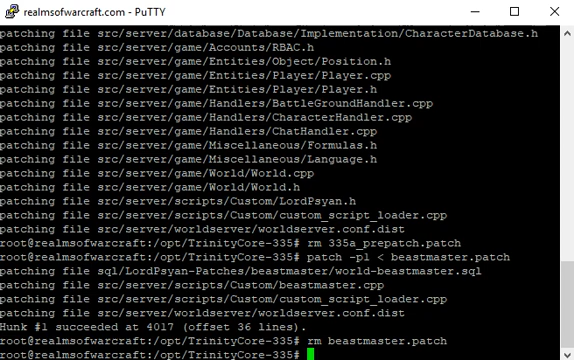 realmsofwarcraft.com - PuTTY
patching file src/server/database/Database/Implementation/CharacterDatabase.h
patching file src/server/game/Accounts/RBAC.h
patching file src/server/game/Entities/Object/Position.h
patching file src/server/game/Entities/Player/Player.cpp
patching file src/server/game/Entities/Player/Player.h
patching file src/server/game/Handlers/BattleGroundHandler.cpp
patching file src/server/game/Handlers/CharacterHandler.cpp
patching file src/server/game/Handlers/ChatHandler.cpp
patching file src/server/game/Miscellaneous/Formulas.h
patching file src/server/game/Miscellaneous/Language.h
patching file src/server/game/World/World.cpp
patching file src/server/game/World/World.h
patching file src/server/scripts/Custom/LordPsyan.h
patching file src/server/scripts/Custom/custom_script_loader.cpp
patching file src/server/worldserver/worldserver.conf.dist
root@realmsofwarcraft:/opt/TrinityCore-335# rm 335a_prepatch.patch
root@realmsofwarcraft:/opt/TrinityCore-335# patch -p1 < beastmaster.patch
patching file sql/LordPsyan-Patches/beastmaster/world-beastmaster.sql
patching file src/server/scripts/Custom/beastmaster.cpp
patching file src/server/scripts/Custom/custom_script_loader.cpp
patching file src/server/worldserver/worldserver.conf.dist
Hunk #1 succeeded at 4017 (offset 36 lines).
root@realmsofwarcraft:/opt/TrinityCore-335# rm beastmaster.patch
root@realmsofwarcraft:/opt/TrinityCore-335#